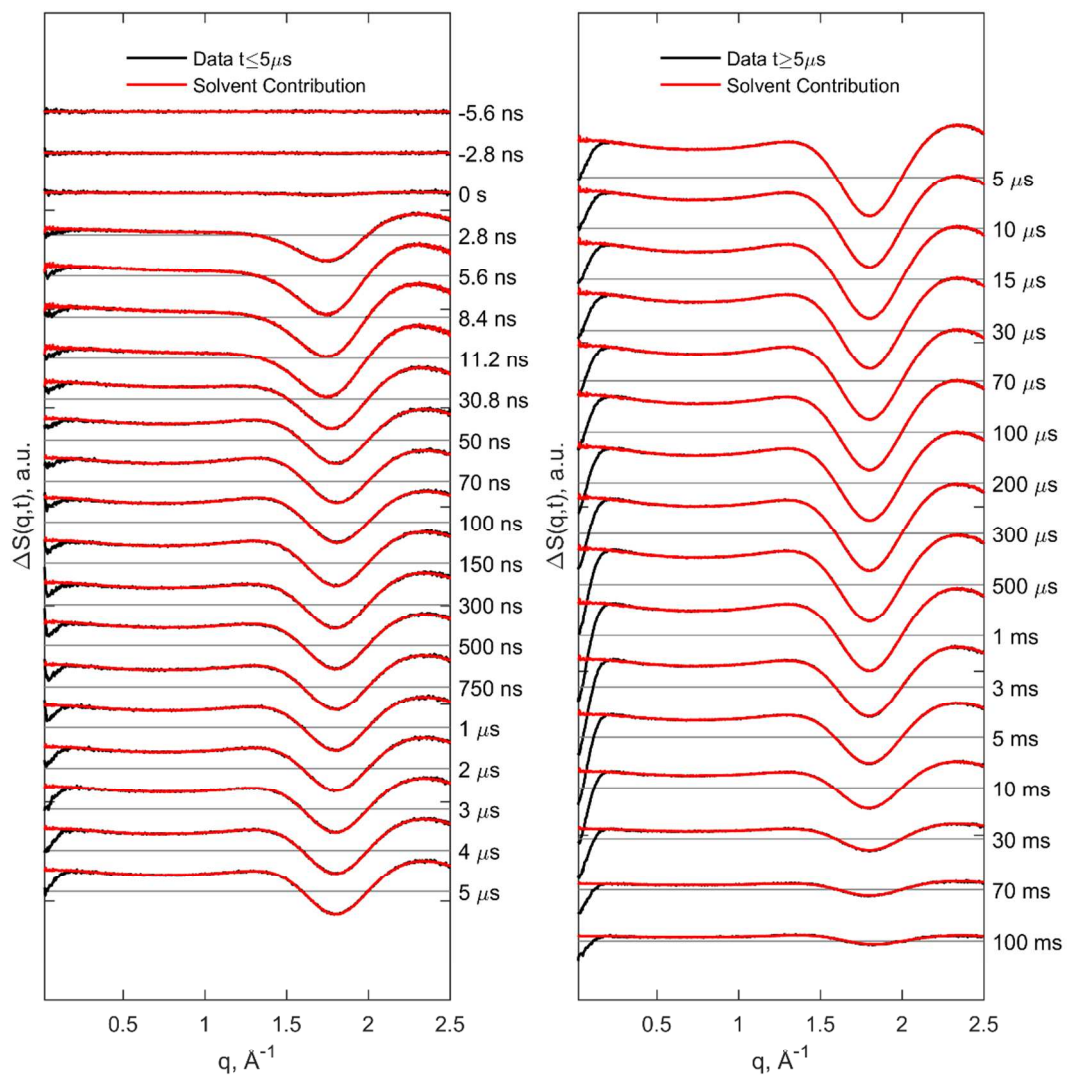 Data t≤5μs
Solvent Contribution
-5.6 ns
-2.8 ns
0 s
2.8 ns
5.6 ns
8.4 ns
11.2 ns
30.8 ns
50 ns
70 ns
100 ns
150 ns
300 ns
500 ns
750 ns
1 μs
2 μs
3 μs
4 μs
5 μs
ΔS(q,t), a.u.
0.5 1 1.5 2 2.5
q, Å⁻¹
Data t≥5μs
Solvent Contribution
5 μs
10 μs
15 μs
30 μs
70 μs
100 μs
200 μs
300 μs
500 μs
1 ms
3 ms
5 ms
10 ms
30 ms
70 ms
100 ms
ΔS(q,t), a.u.
0.5 1 1.5 2 2.5
q, Å⁻¹